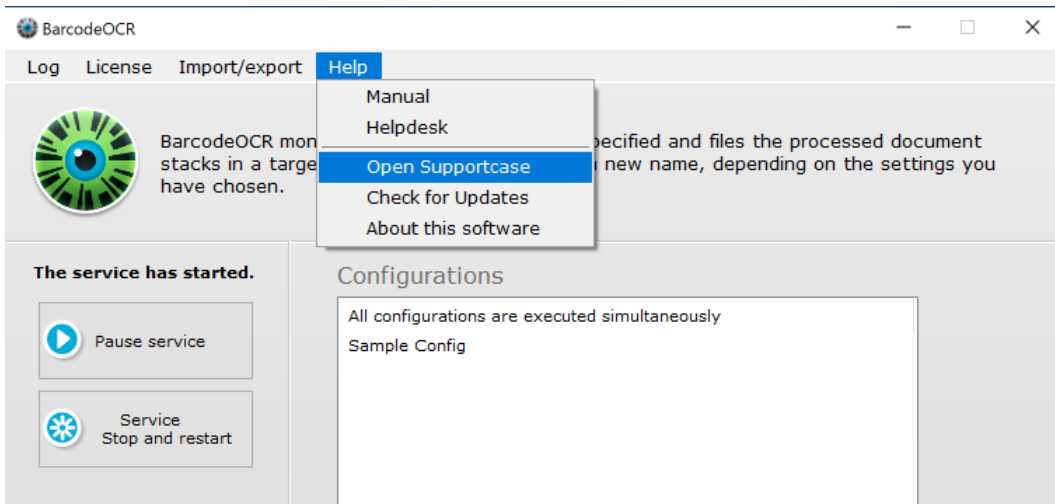 BarcodeOCR
Log License Import/export Help
Manual
Helpdesk
Open Supportcase
Check for Updates
About this software
BarcodeOCR mon pecified and files the processed document
stacks in a targe new name, depending on the settings you
have chosen.
The service has started.
Pause service
Service
Stop and restart
Configurations
All configurations are executed simultaneously
Sample Config